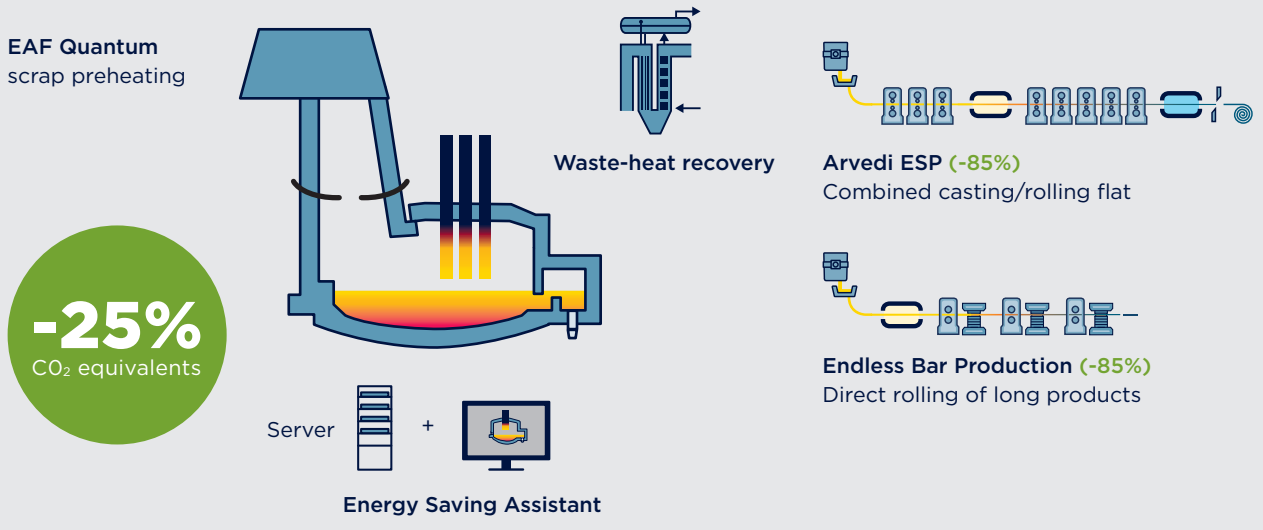 EAF Quantum
scrap preheating
-25%
CO₂ equivalents
Server
+
Energy Saving Assistant
Waste-heat recovery
Arvedi ESP (-85%)
Combined casting/rolling flat
Endless Bar Production (-85%)
Direct rolling of long products